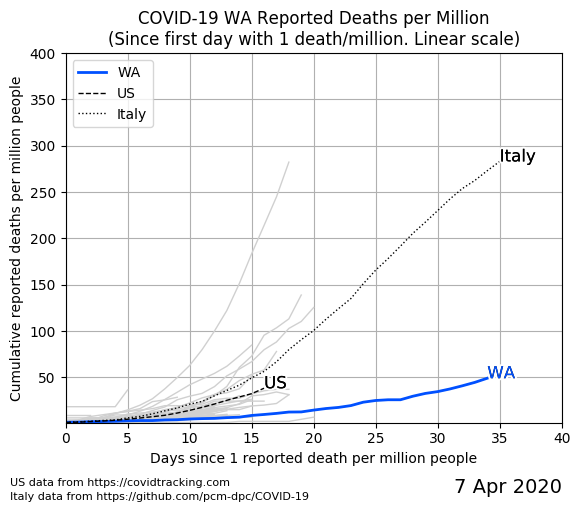 COVID-19 WA Reported Deaths per Million
(Since first day with 1 death/million. Linear scale)
Cumulative reported deaths per million people
400
350
300
250
200
150
100
50
WA
US
Italy
Italy
WA
US
0
5
10
15
20
25
30
35
40
Days since 1 reported death per million people
US data from https://covidtracking.com
Italy data from https://github.com/pcm-dpc/COVID-19
7 Apr 2020